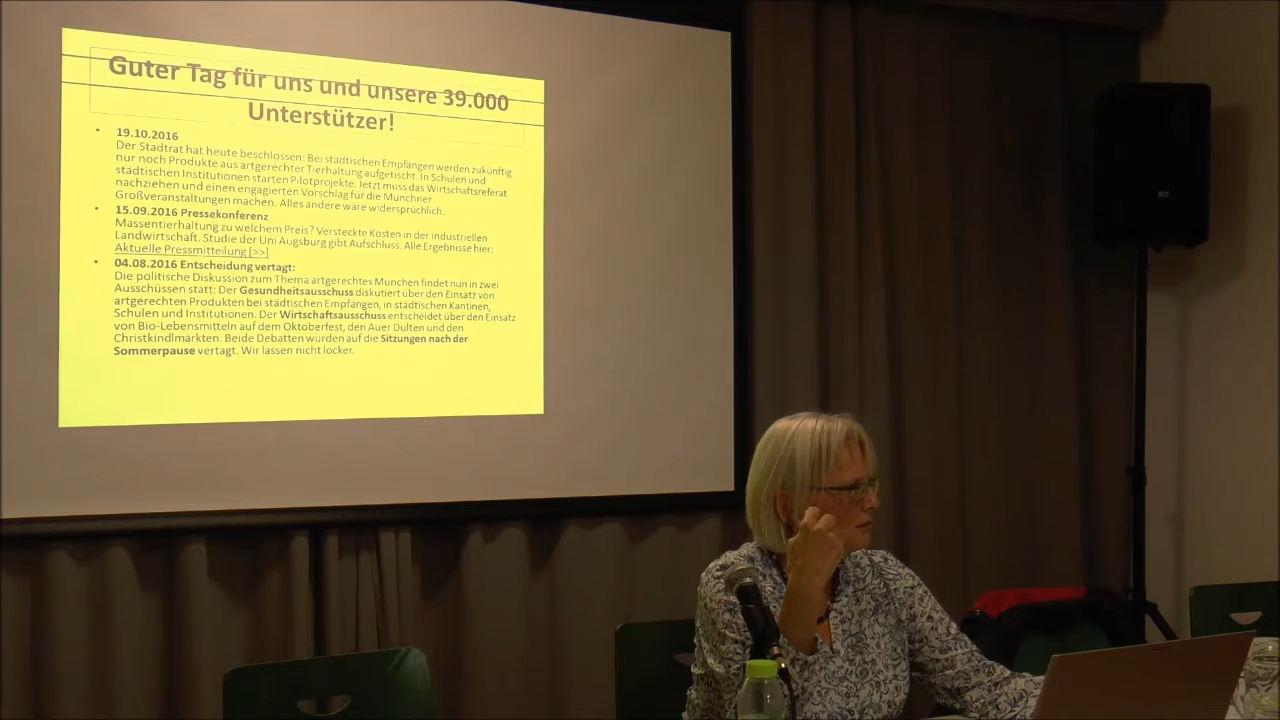 Guter Tag für uns und unsere 39.000
Unterstützer!
• 19.10.2016
Der Stadtrat hat heute beschlossen: Bei städtischen Empfängen werden zukünftig
nur noch Produkte aus artgerechter Tierhaltung aufgetischt. In Schulen und
städtischen Institutionen starten Pilotprojekte. Jetzt muss das Wirtschaftsreferat
nachziehen und einen engagierten Vorschlag für die Münchner
Großveranstaltungen machen. Alles andere wäre widersprüchlich.
• 15.09.2016 Pressekonferenz
Massentierhaltung zu welchem Preis? Versteckte Kosten in der industriellen
Landwirtschaft. Studie der Uni Augsburg gibt Aufschluss. Alle Ergebnisse hier:
Aktuelle Pressmitteilung [>>]
• 04.08.2016 Entscheidung vertagt:
Die politische Diskussion zum Thema artgerechtes München findet nun in zwei
Ausschüssen statt: Der Gesundheitsausschuss diskutiert über den Einsatz von
artgerechten Produkten bei städtischen Empfängen, in städtischen Kantinen,
Schulen und Institutionen. Der Wirtschaftsausschuss entscheidet über den Einsatz
von Bio-Lebensmitteln auf dem Oktoberfest, den Auer Dulten und den
Christkindlmärkten. Beide Debatten wurden auf die Sitzungen nach der
Sommerpause vertagt. Wir lassen nicht locker.